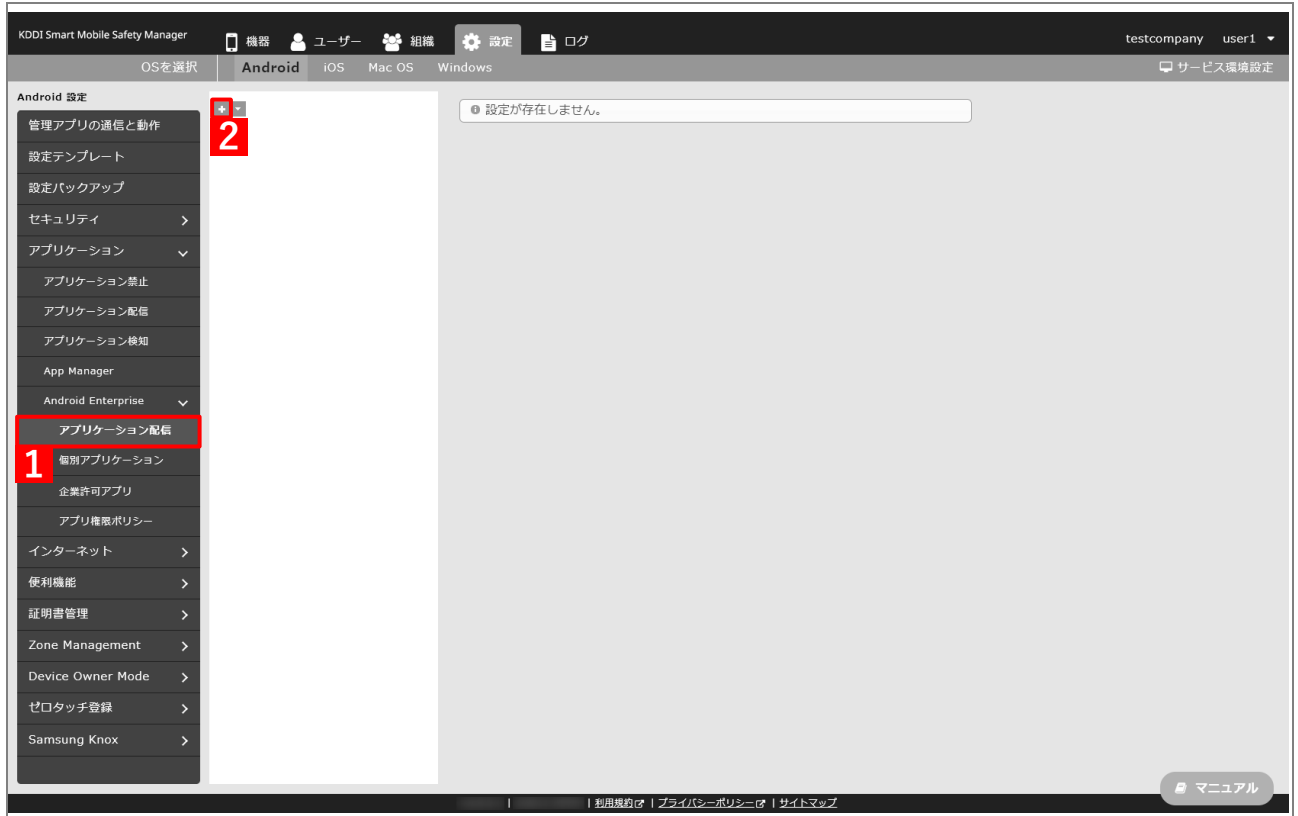 KDDI Smart Mobile Safety Manager
機器
ユーザー
組織
設定
ログ
testcompany user1
OSを選択
Android iOS Mac OS Windows
サービス環境設定
Android 設定
管理アプリの通信と動作
設定テンプレート
設定バックアップ
セキュリティ
アプリケーション
アプリケーション禁止
アプリケーション配信
アプリケーション検知
App Manager
Android Enterprise
アプリケーション配信
1
個別アプリケーション
企業許可アプリ
アプリ権限ポリシー
インターネット
便利機能
証明書管理
Zone Management
Device Owner Mode
ゼロタッチ登録
Samsung Knox
2
設定が存在しません。
マニュアル
| | 利用規約 | プライバシーポリシー | サイトマップ